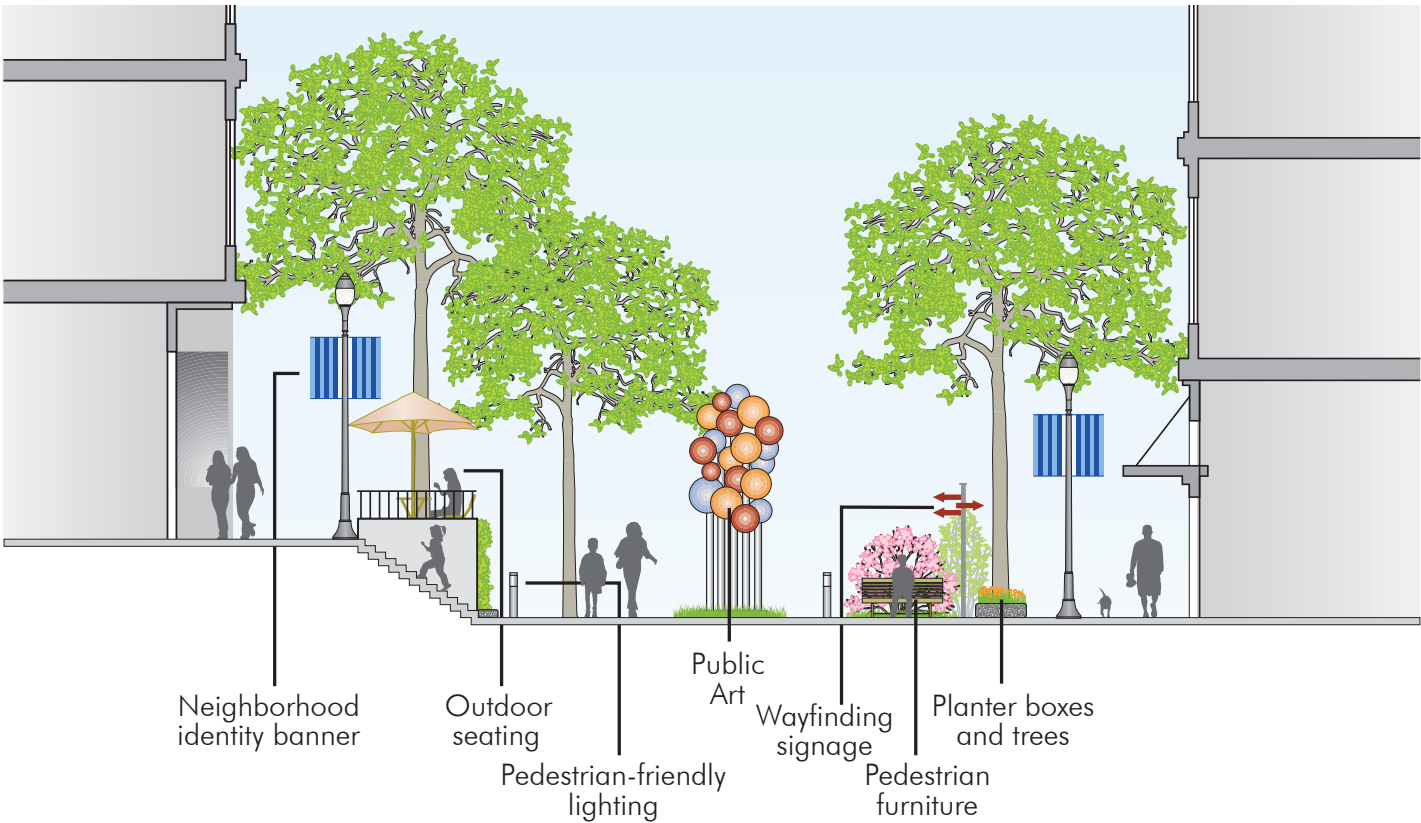 Neighborhood
identity banner
Outdoor
seating
Pedestrian-friendly
lighting
Public
Art
Wayfinding
signage
Pedestrian
furniture
Planter boxes
and trees